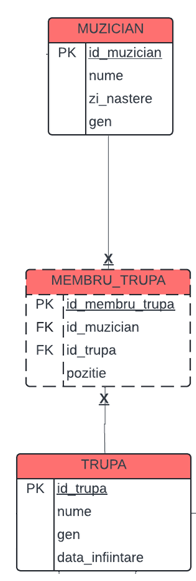 MUZICIAN
PK id_muzician
nume
zi_nastere
gen
X
MEMBRU_TRUPA
PK id_membru_trupa
FK id_muzician
FK id_trupa
pozitie
X
TRUPA
PK id_trupa
nume
gen
data_infiintare